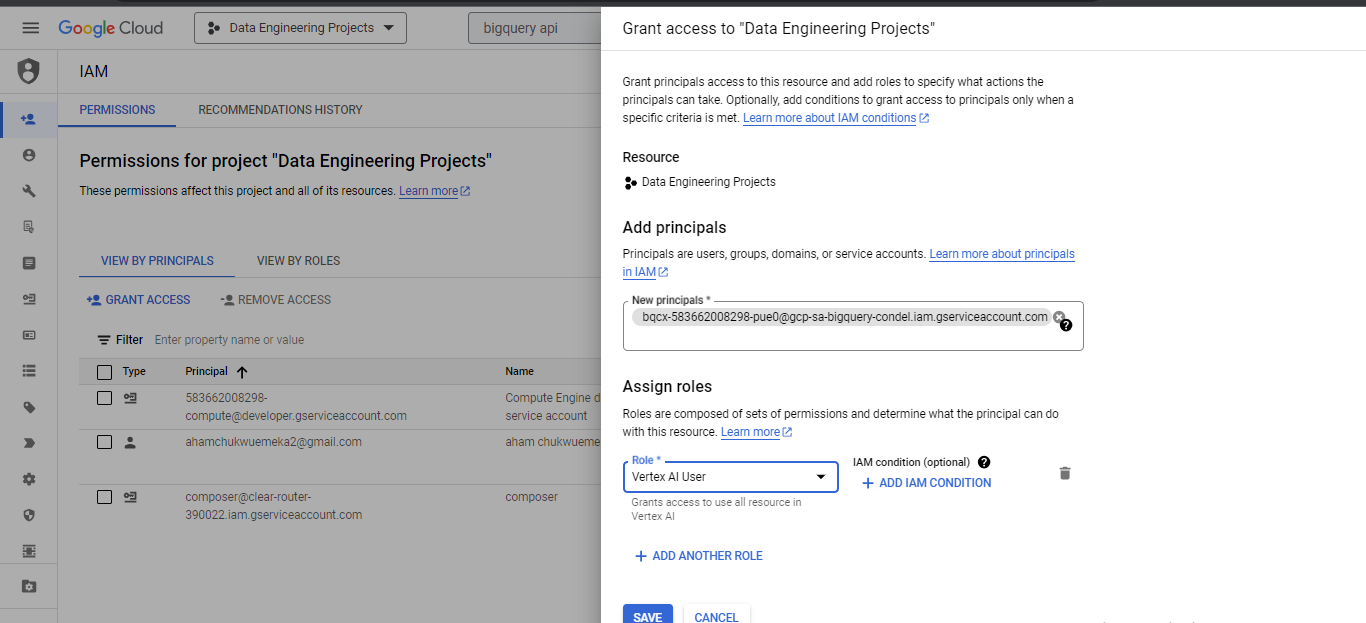 Google Cloud
Data Engineering Projects
bigquery api
IAM
PERMISSIONS
RECOMMENDATIONS HISTORY
Permissions for project "Data Engineering Projects"
These permissions affect this project and all of its resources. Learn more
VIEW BY PRINCIPALS
VIEW BY ROLES
GRANT ACCESS
REMOVE ACCESS
Filter Enter property name or value
Type Principal Name
583662008298- Compute Engine d
compute@developer.gserviceaccount.com service account
ahamchukwuemeka2@gmail.com aham chukwueme
composer@clear-router- composer
390022.iam.gserviceaccount.com
Grant access to "Data Engineering Projects"
Grant principals access to this resource and add roles to specify what actions the
principals can take. Optionally, add conditions to grant access to principals only when a
specific criteria is met. Learn more about IAM conditions
Resource
Data Engineering Projects
Add principals
Principals are users, groups, domains, or service accounts. Learn more about principals
in IAM
New principals *
bqcx-583662008298-pue0@gcp-sa-bigquery-condel.iam.gserviceaccount.com
Assign roles
Roles are composed of sets of permissions and determine what the principal can do
with this resource. Learn more
Role *
Vertex AI User
Grants access to use all resource in
Vertex AI
IAM condition (optional)
ADD IAM CONDITION
ADD ANOTHER ROLE
SAVE
CANCEL